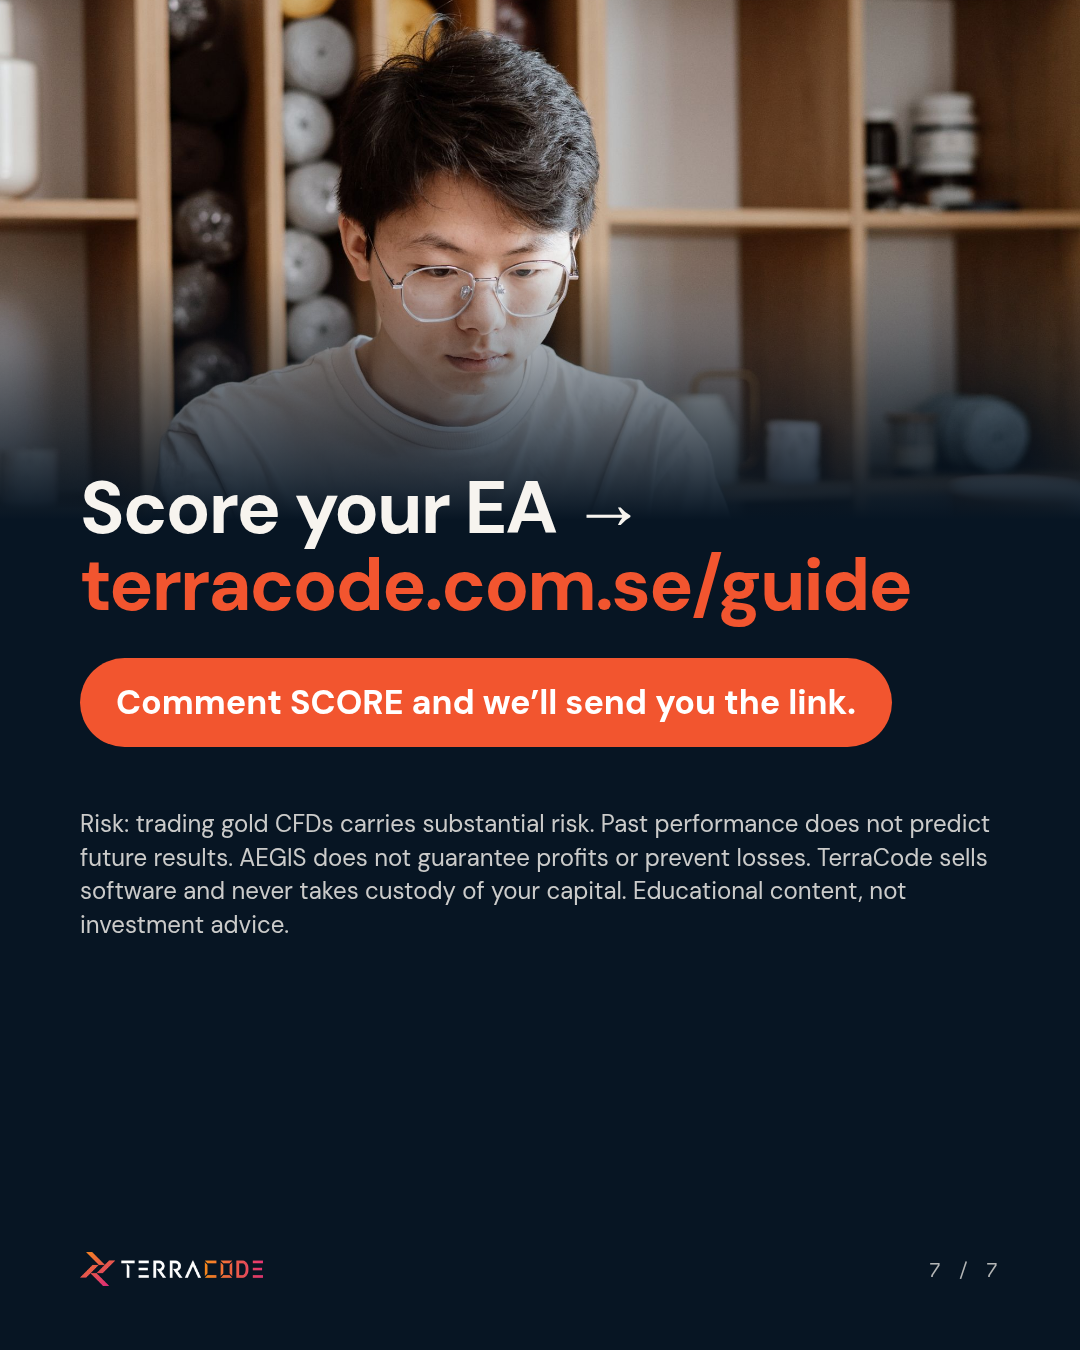 Score your EA →
terracode.com.se/guide
Comment SCORE and we’ll send you the link.
Risk: trading gold CFDs carries substantial risk. Past performance does not predict
future results. AEGIS does not guarantee profits or prevent losses. TerraCode sells
software and never takes custody of your capital. Educational content, not
investment advice.
TERRACODE
7 / 7